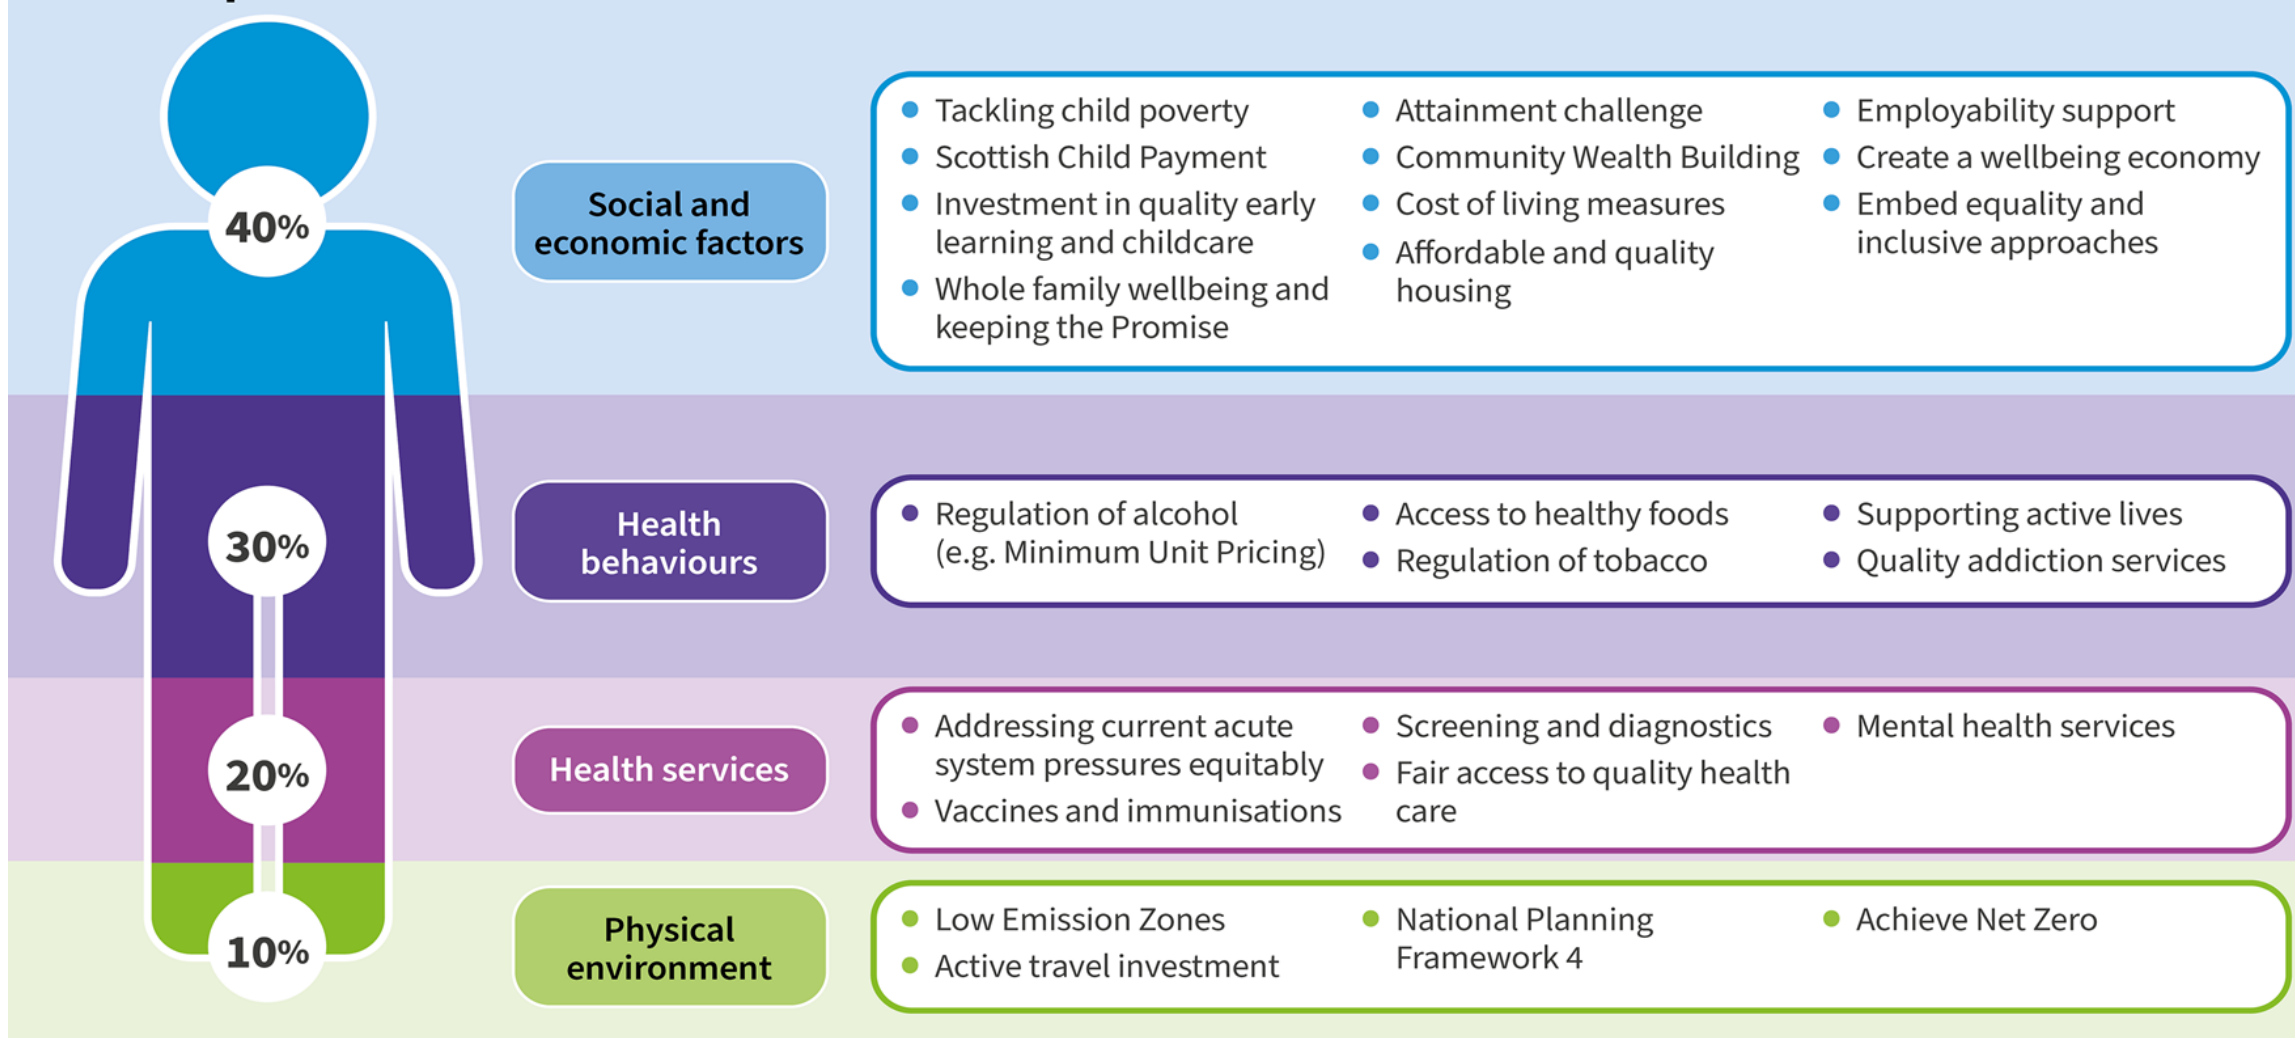 40%
Social and
economic factors
• Tackling child poverty
• Scottish Child Payment
• Investment in quality early
learning and childcare
• Whole family wellbeing and
keeping the Promise
• Attainment challenge
• Community Wealth Building
• Cost of living measures
• Affordable and quality
housing
• Employability support
• Create a wellbeing economy
• Embed equality and
inclusive approaches
30%
Health
behaviours
• Regulation of alcohol
(e.g. Minimum Unit Pricing)
• Access to healthy foods
• Regulation of tobacco
• Supporting active lives
• Quality addiction services
20%
Health services
• Addressing current acute
system pressures equitably
• Vaccines and immunisations
• Screening and diagnostics
• Fair access to quality health
care
• Mental health services
10%
Physical
environment
• Low Emission Zones
• Active travel investment
• National Planning
Framework 4
• Achieve Net Zero